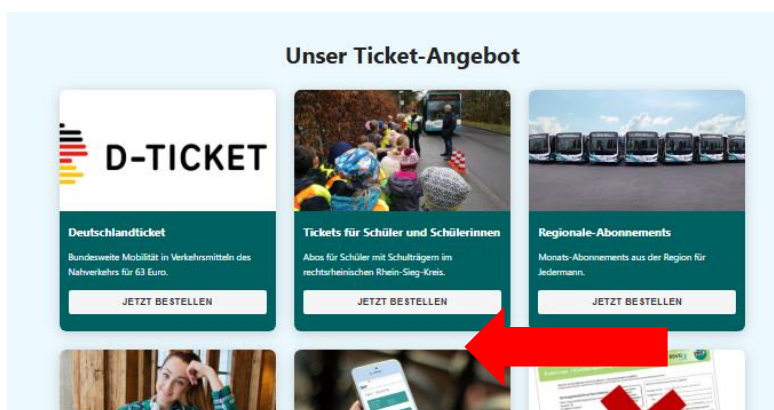 Unser Ticket-Angebot
D-TICKET
Deutschlandticket
Bundesweite Mobilität in Verkehrsmitteln des
Nahverkehrs für 63 Euro.
JETZT BESTELLEN
Tickets für Schüler und Schülerinnen
Abos für Schüler mit Schulträgern im
rechtsrheinischen Rhein-Sieg-Kreis.
JETZT BESTELLEN
Regionale-Abonnements
Monats-Abonnements aus der Region für
Jedermann.
JETZT BESTELLEN